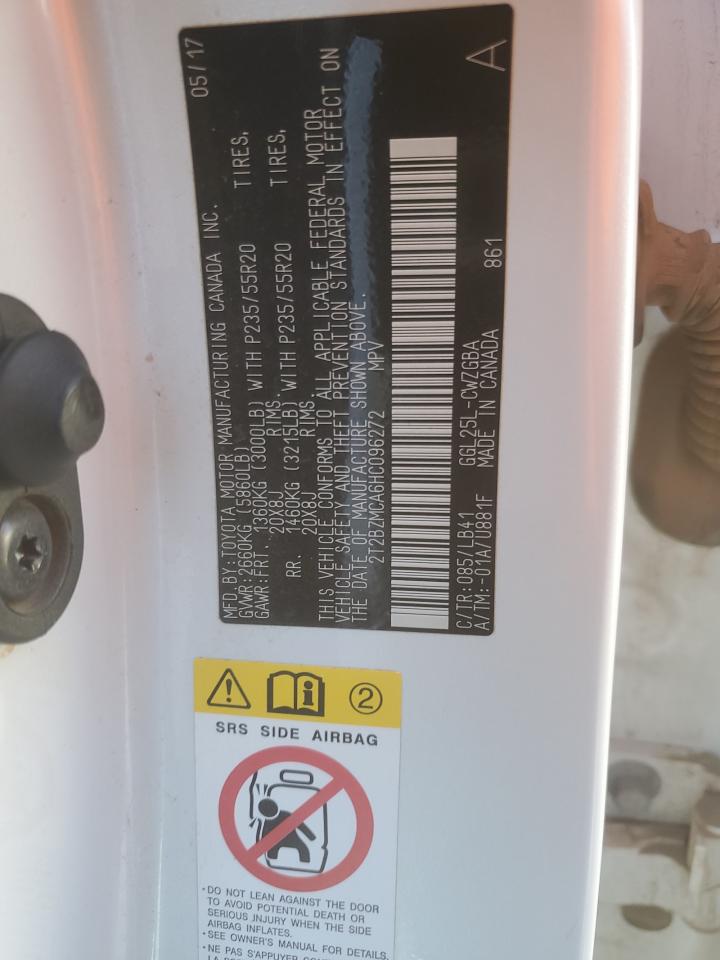 MFD. BY: TOYOTA MOTOR MANUFACTURING CANADA INC. 05/17
GVWR: 2660KG (5860LB)
GAWR: FRT. 1360KG (3000LB) WITH P235/55R20 TIRES,
20X8J RIMS.
RR. 1460KG (3215LB) WITH P235/55R20 TIRES,
20X8J RIMS.
THIS VEHICLE CONFORMS TO ALL APPLICABLE FEDERAL MOTOR
VEHICLE SAFETY AND THEFT PREVENTION STANDARDS IN EFFECT ON
THE DATE OF MANUFACTURE SHOWN ABOVE.
2T2BZMCA6HC096272 MPV
C/TR: 085/LB41 GGL25L-CWZGBA 861 A
A/TM: -01A/U881F MADE IN CANADA
2
SRS SIDE AIRBAG
• DO NOT LEAN AGAINST THE DOOR
TO AVOID POTENTIAL DEATH OR
SERIOUS INJURY WHEN THE SIDE
AIRBAG INFLATES.
• SEE OWNER'S MANUAL FOR DETAILS.
• NE PAS S'APPUYER